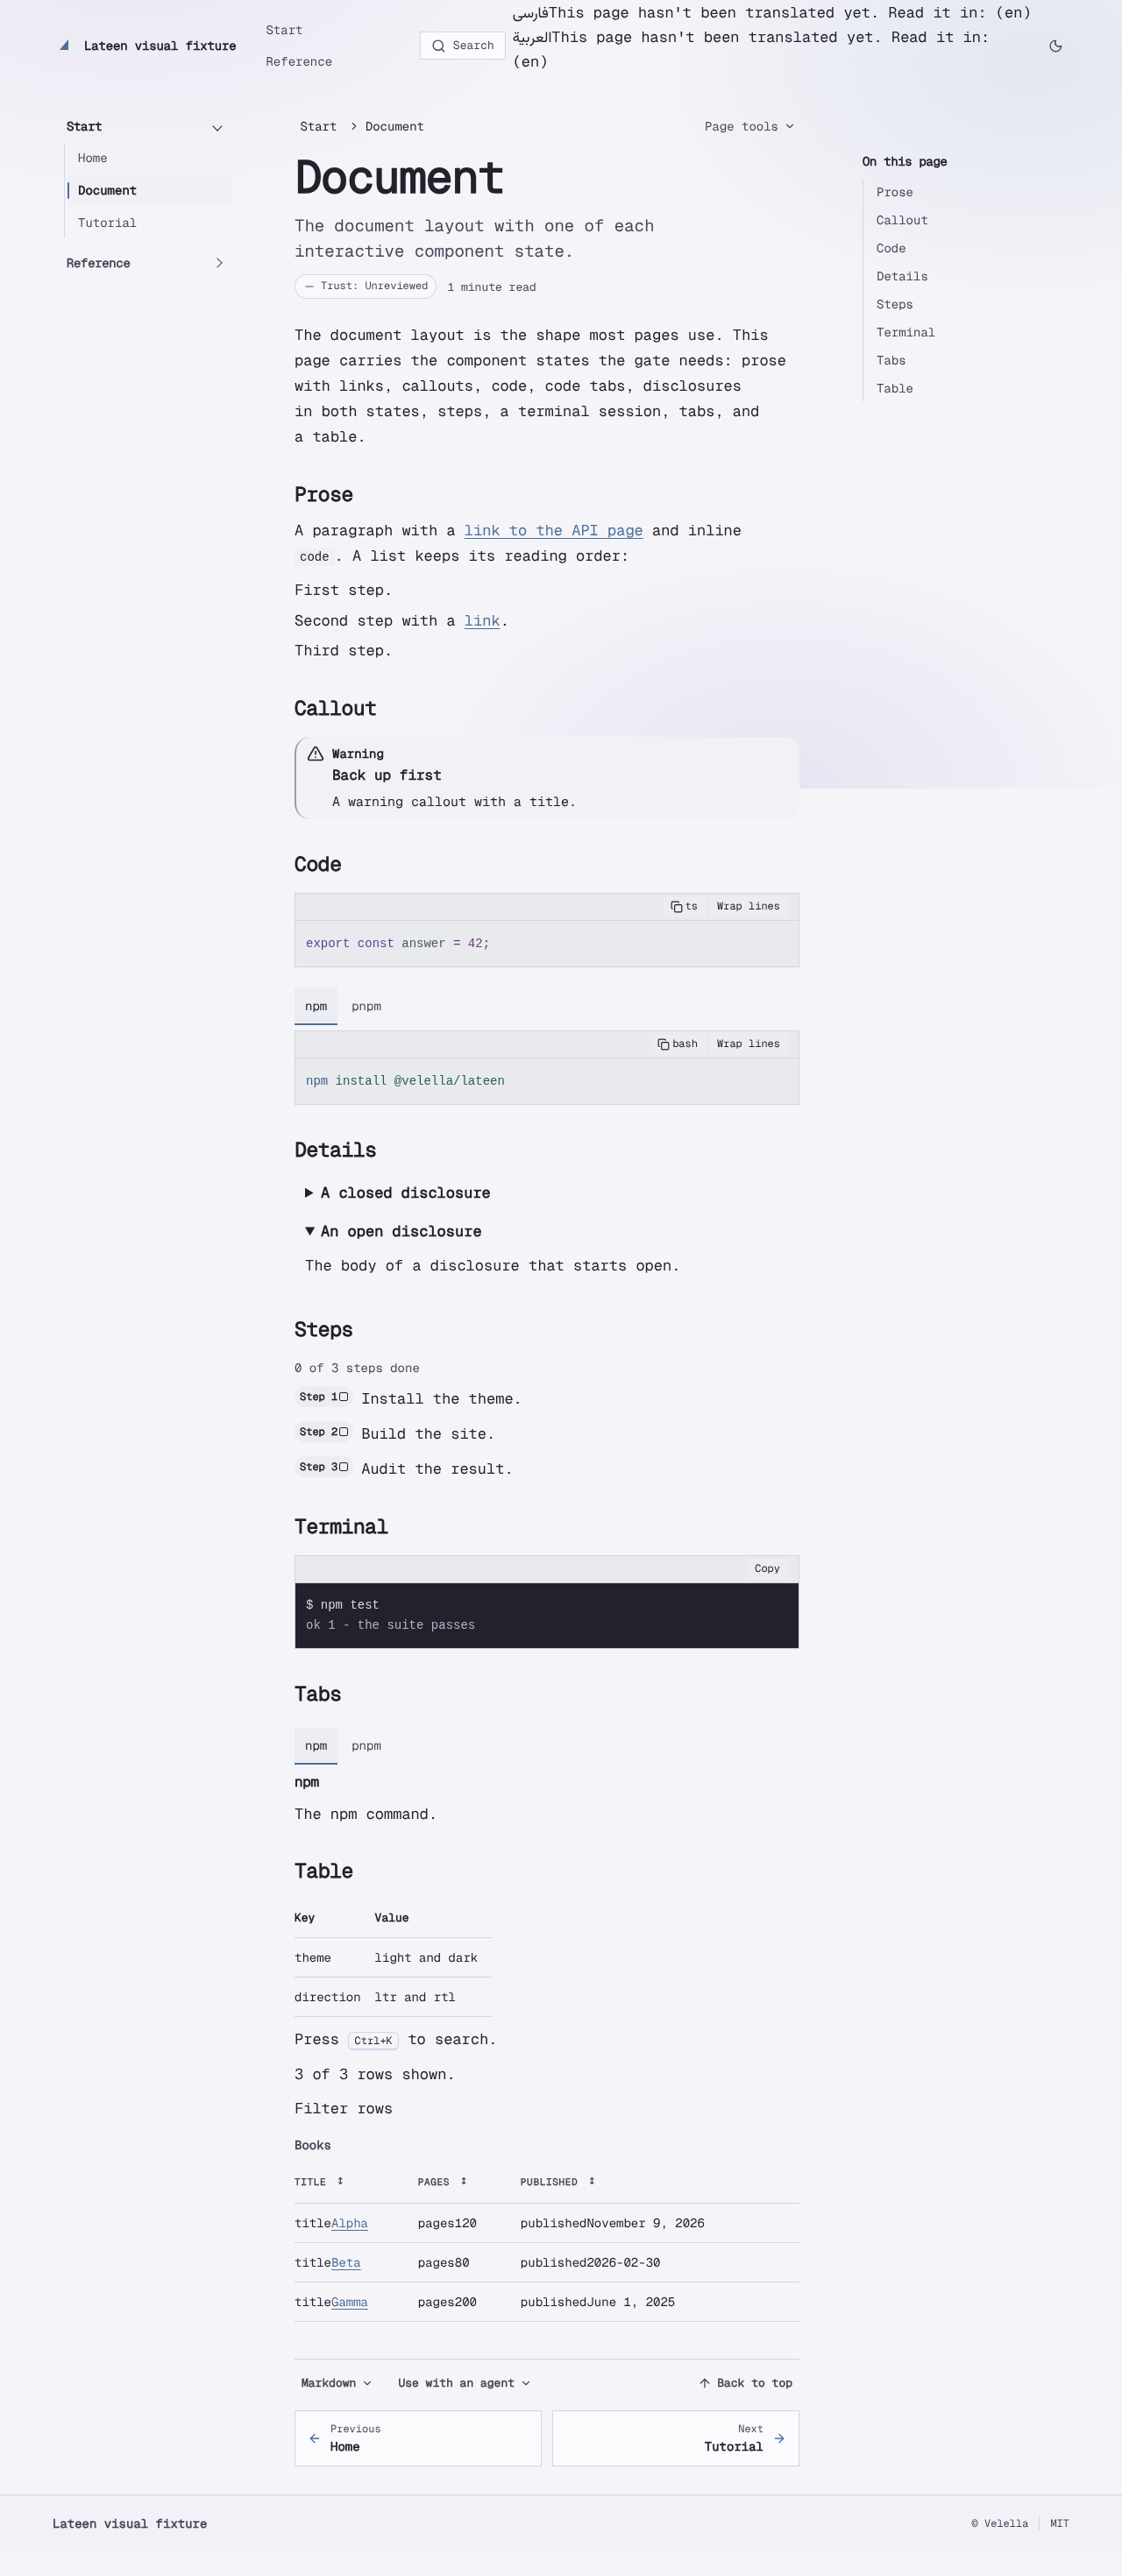 Lateen visual fixture
Start
Reference
Search
فارسیThis page hasn't been translated yet. Read it in: (en)
العربيةThis page hasn't been translated yet. Read it in:
(en)
Start
Home
Document
Tutorial
Reference
Start > Document
Page tools
Document
The document layout with one of each
interactive component state.
— Trust: Unreviewed
1 minute read
The document layout is the shape most pages use. This
page carries the component states the gate needs: prose
with links, callouts, code, code tabs, disclosures
in both states, steps, a terminal session, tabs, and
a table.
On this page
Prose
Callout
Code
Details
Steps
Terminal
Tabs
Table
Prose
A paragraph with a link to the API page and inline
code. A list keeps its reading order:
First step.
Second step with a link.
Third step.
Callout
Warning
Back up first
A warning callout with a title.
Code
ts Wrap lines
export const answer = 42;
npm pnpm
bash Wrap lines
npm install @velella/lateen
Details
A closed disclosure
An open disclosure
The body of a disclosure that starts open.
Steps
0 of 3 steps done
Step 1 Install the theme.
Step 2 Build the site.
Step 3 Audit the result.
Terminal
Copy
$ npm test
ok 1 - the suite passes
Tabs
npm pnpm
npm
The npm command.
Table
Key Value
theme light and dark
direction ltr and rtl
Press Ctrl+K to search.
3 of 3 rows shown.
Filter rows
Books
TITLE ↕ PAGES ↕ PUBLISHED ↕
titleAlpha pages120 publishedNovember 9, 2026
titleBeta pages80 published2026-02-30
titleGamma pages200 publishedJune 1, 2025
Markdown Use with an agent ↑ Back to top
← Previous
Home
Next →
Tutorial
Lateen visual fixture
© Velella MIT